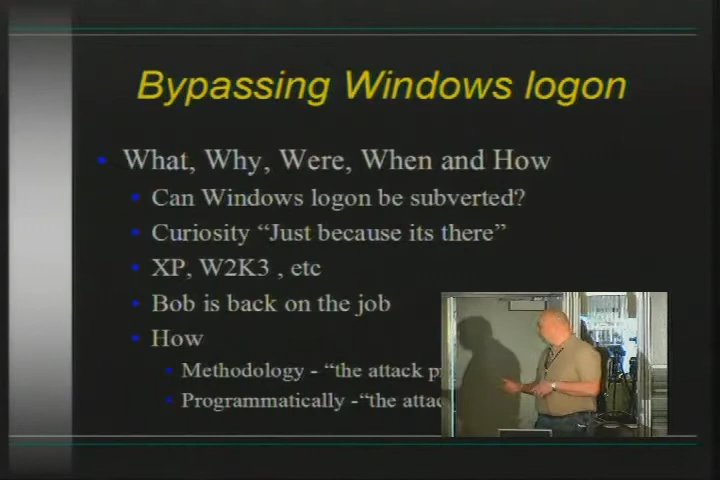 Bypassing Windows logon
What, Why, Were, When and How
Can Windows logon be subverted?
Curiosity “Just because its there”
XP, W2K3 , etc
Bob is back on the job
How
Methodology - “the attack
Programmatically -“the